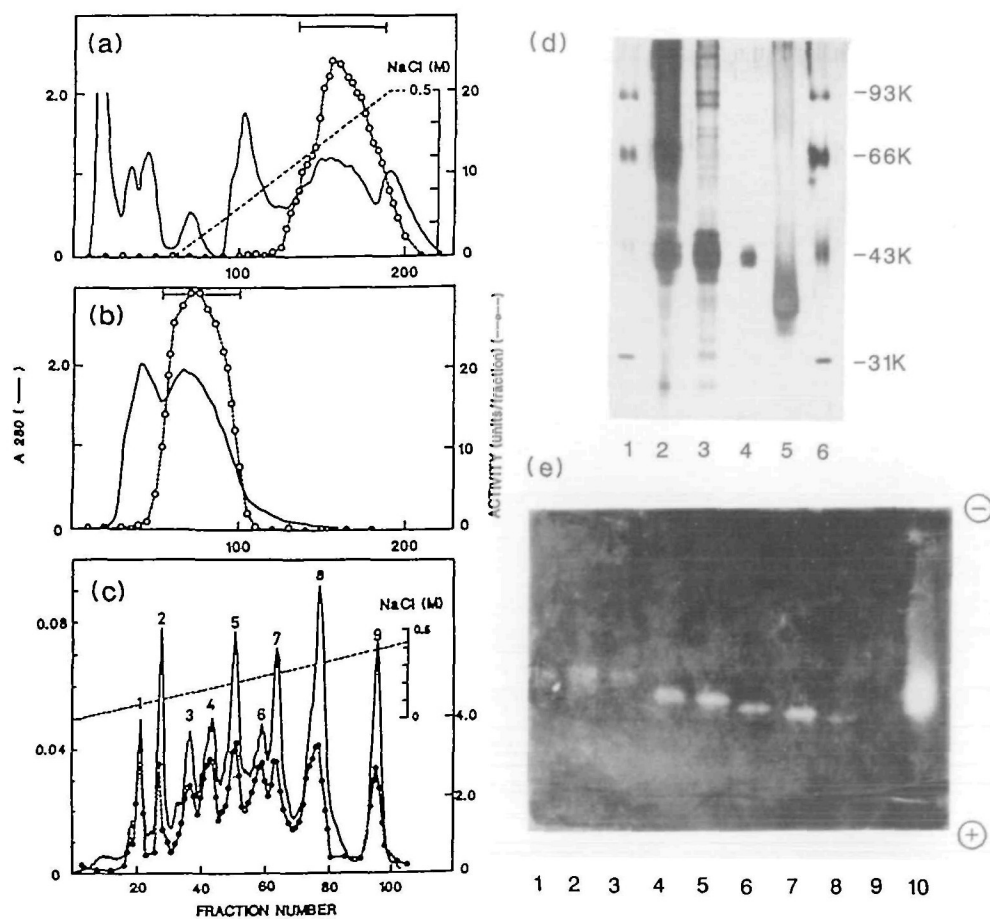 (a)
NaCl (M)
0.5
20
10
0
2.0
0
100
200
(b)
2.0
0
20
10
0
100
200
A 280 ( — )
ACTIVITY (units/fraction) (--o--)
(c)
NaCl (M)
0.5
0
0.08
0.04
0
4.0
2.0
0
1
2
3
4
5
6
7
8
9
20
40
60
80
100
FRACTION NUMBER
(d)
-93K
-66K
-43K
-31K
1 2 3 4 5 6
(e)
−
+
1 2 3 4 5 6 7 8 9 10